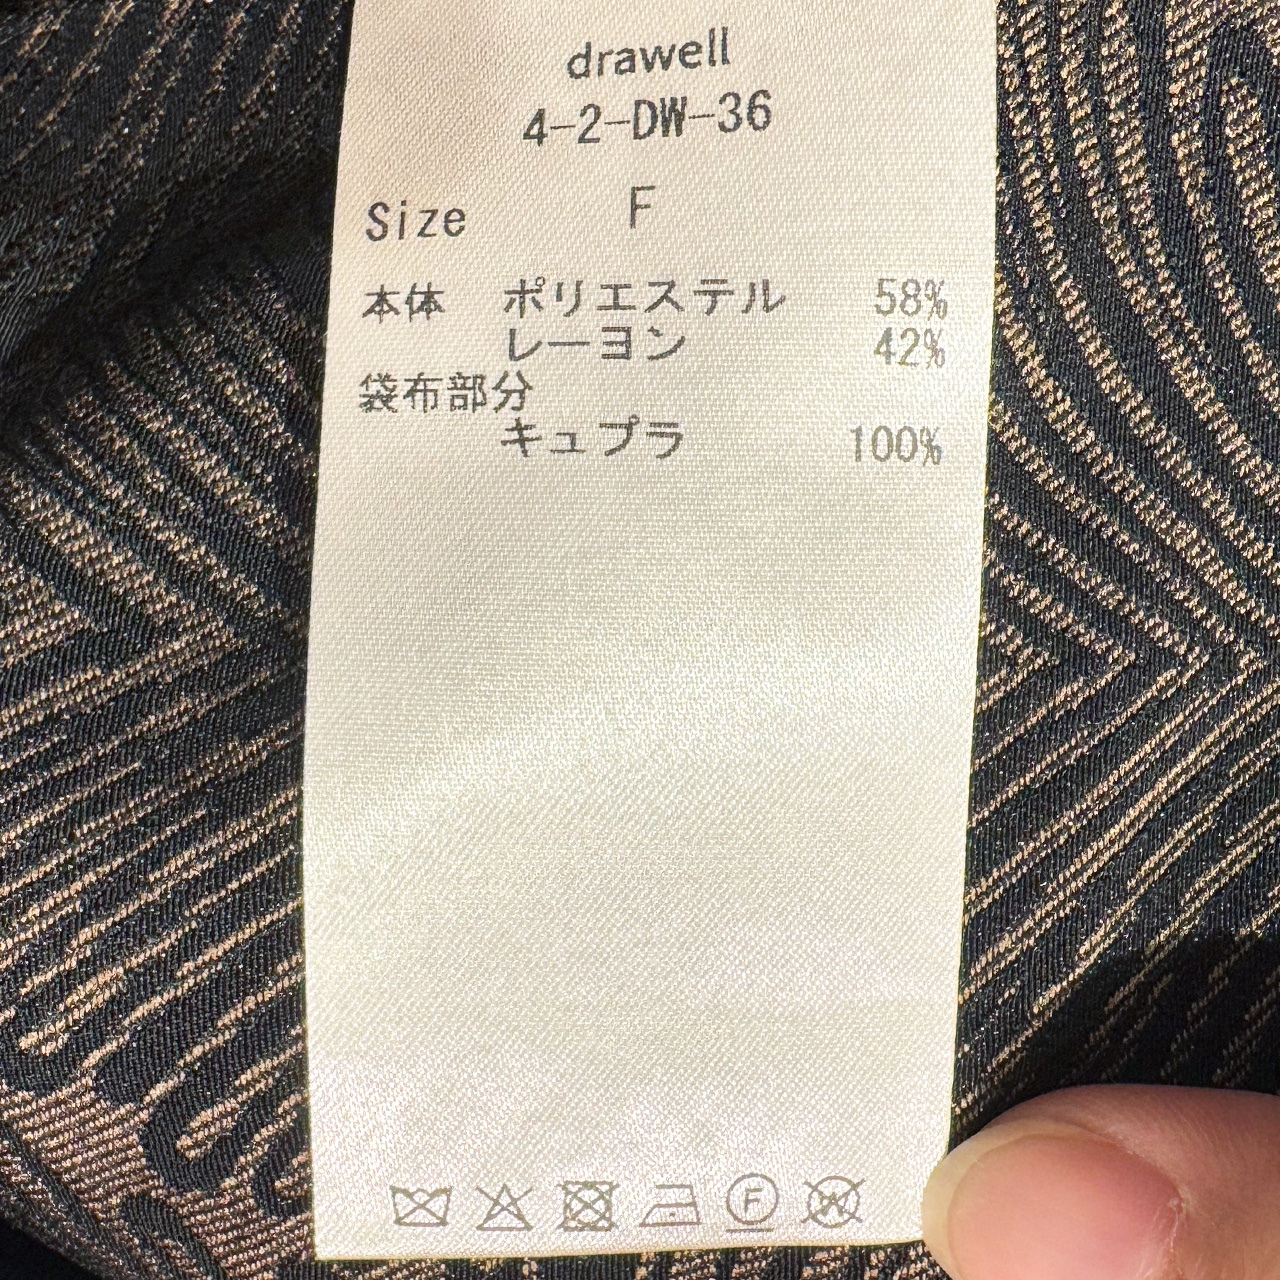 drawell
4-2-DW-36
Size F
本体 ポリエステル 58%
レーヨン 42%
袋布部分
キュプラ 100%
F W